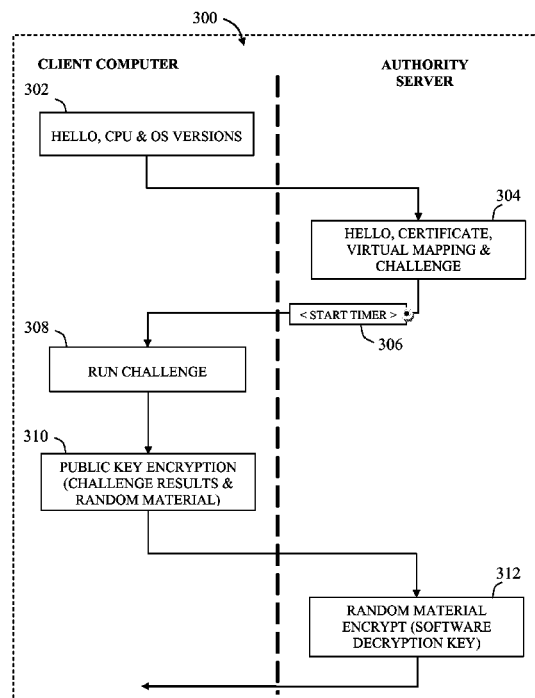 300
CLIENT COMPUTER
AUTHORITY
SERVER
302
HELLO, CPU & OS VERSIONS
304
HELLO, CERTIFICATE,
VIRTUAL MAPPING &
CHALLENGE
< START TIMER >
306
308
RUN CHALLENGE
310
PUBLIC KEY ENCRYPTION
(CHALLENGE RESULTS &
RANDOM MATERIAL)
312
RANDOM MATERIAL
ENCRYPT (SOFTWARE
DECRYPTION KEY)